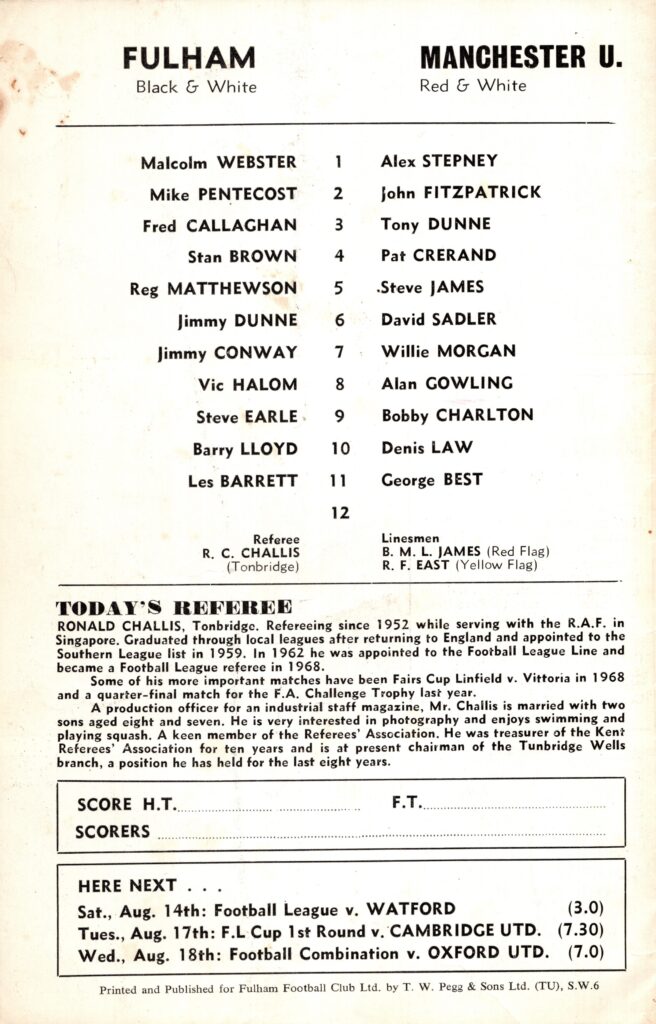 FULHAM MANCHESTER U.
Black & White Red & White
Malcolm WEBSTER 1 Alex STEPNEY
Mike PENTECOST 2 John FITZPATRICK
Fred CALLAGHAN 3 Tony DUNNE
Stan BROWN 4 Pat CRERAND
Reg MATTHEWSON 5 Steve JAMES
Jimmy DUNNE 6 David SADLER
Jimmy CONWAY 7 Willie MORGAN
Vic HALOM 8 Alan GOWLING
Steve EARLE 9 Bobby CHARLTON
Barry LLOYD 10 Denis LAW
Les BARRETT 11 George BEST
12
Referee Linesmen
R. C. CHALLIS B. M. L. JAMES (Red Flag)
(Tonbridge) R. F. EAST (Yellow Flag)
TODAY'S REFEREE
RONALD CHALLIS, Tonbridge. Refereeing since 1952 while serving with the R.A.F. in
Singapore. Graduated through local leagues after returning to England and appointed to the
Southern League list in 1959. In 1962 he was appointed to the Football League Line and
became a Football League referee in 1968.
Some of his more important matches have been Fairs Cup Linfield v. Vittoria in 1968
and a quarter-final match for the F.A. Challenge Trophy last year.
A production officer for an industrial staff magazine, Mr. Challis is married with two
sons aged eight and seven. He is very interested in photography and enjoys swimming and
playing squash. A keen member of the Referees' Association. He was treasurer of the Kent
Referees' Association for ten years and is at present chairman of the Tunbridge Wells
branch, a position he has held for the last eight years.
SCORE H.T. F.T.
SCORERS
HERE NEXT . . .
Sat., Aug. 14th: Football League v. WATFORD (3.0)
Tues., Aug. 17th: F.L Cup 1st Round v. CAMBRIDGE UTD. (7.30)
Wed., Aug. 18th: Football Combination v. OXFORD UTD. (7.0)
Printed and Published for Fulham Football Club Ltd. by T. W. Pegg & Sons Ltd. (TU), S.W.6